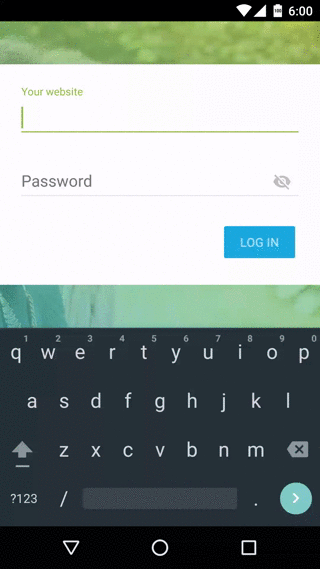 6:00
Your website
Password
LOG IN
1 2 3 4 5 6 7 8 9 0
q w e r t y u i o p
a s d f g h j k l
z x c v b n m
?123 / .